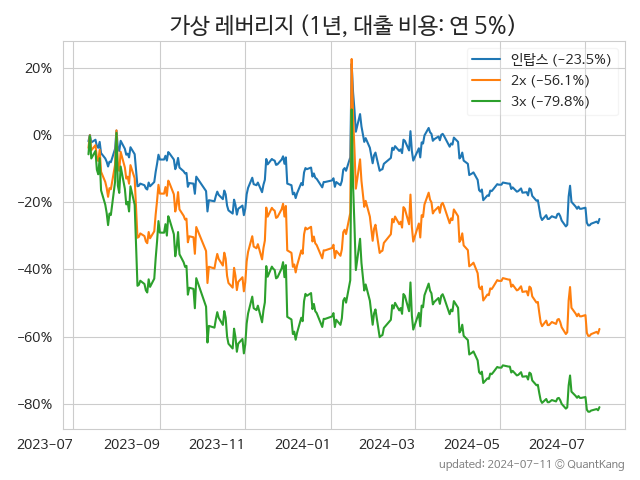 가상 레버리지 (1년, 대출 비용: 연 5%)
인탑스 (−23.5%)
2x (−56.1%)
3x (−79.8%)
20%
0%
−20%
−40%
−60%
−80%
2023-07 2023-09 2023-11 2024-01 2024-03 2024-05 2024-07
updated: 2024-07-11 © QuantKang